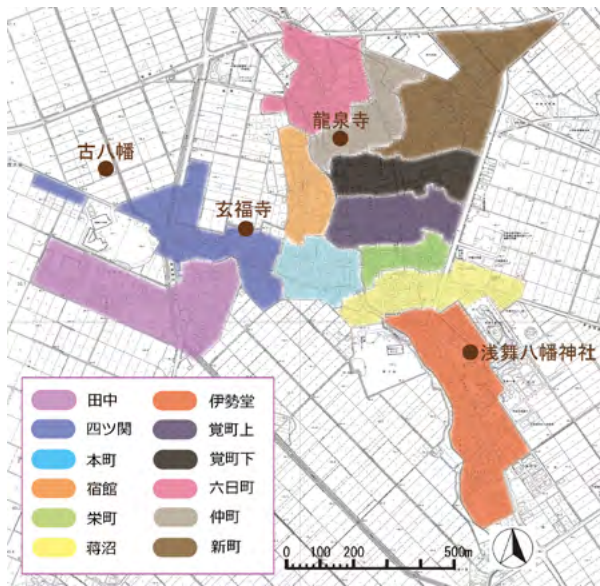 龍泉寺
古八幡
玄福寺
浅舞八幡神社
田中
伊勢堂
四ツ関
覚町上
本町
覚町下
宿館
六日町
栄町
仲町
蒋沼
新町
0 100 200 500m